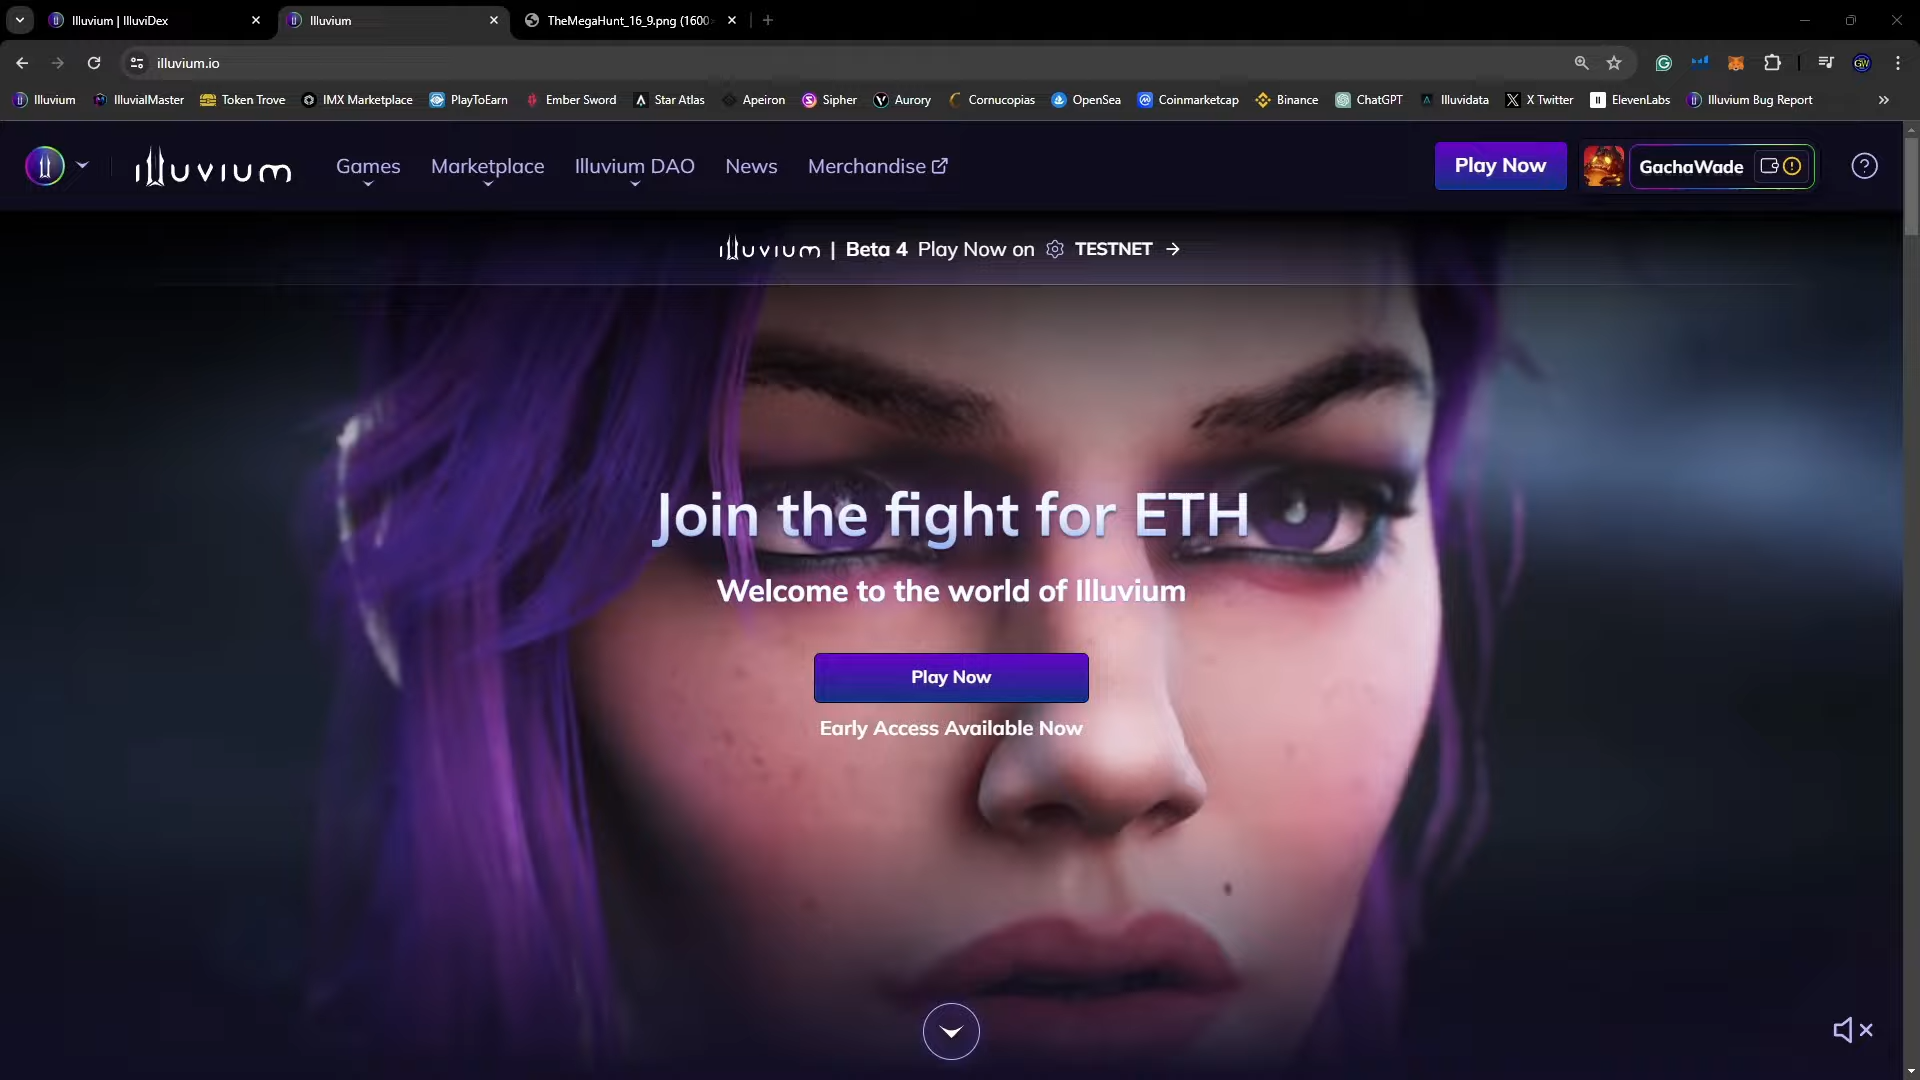 Illuvium | IlluviDex
Illuvium
TheMegaHunt_16_9.png (1600
illuvium.io
Illuvium
IlluvialMaster
Token Trove
IMX Marketplace
PlayToEarn
Ember Sword
Star Atlas
Apeiron
Sipher
Aurory
Cornucopias
OpenSea
Coinmarketcap
Binance
ChatGPT
Illuvidata
X Twitter
ElevenLabs
Illuvium Bug Report
illuvium
Games
Marketplace
Illuvium DAO
News
Merchandise
Play Now
GachaWade
illuvium | Beta 4 Play Now on TESTNET
Join the fight for ETH
Welcome to the world of Illuvium
Play Now
Early Access Available Now